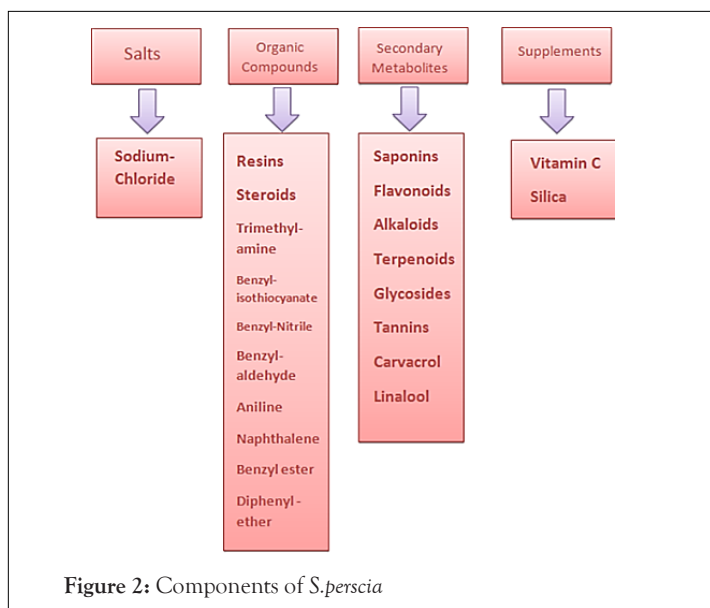 Salts
Organic
Compounds
Secondary
Metabolites
Supplements
Sodium-
Chloride
Resins
Steroids
Trimethyl-
amine
Benzyl-
isothiocyanate
Benzyl-Nitrile
Benzyl-
aldehyde
Aniline
Naphthalene
Benzyl ester
Diphenyl-
ether
Saponins
Flavonoids
Alkaloids
Terpenoids
Glycosides
Tannins
Carvacrol
Linalool
Vitamin C
Silica
Figure 2: Components of S.perscia